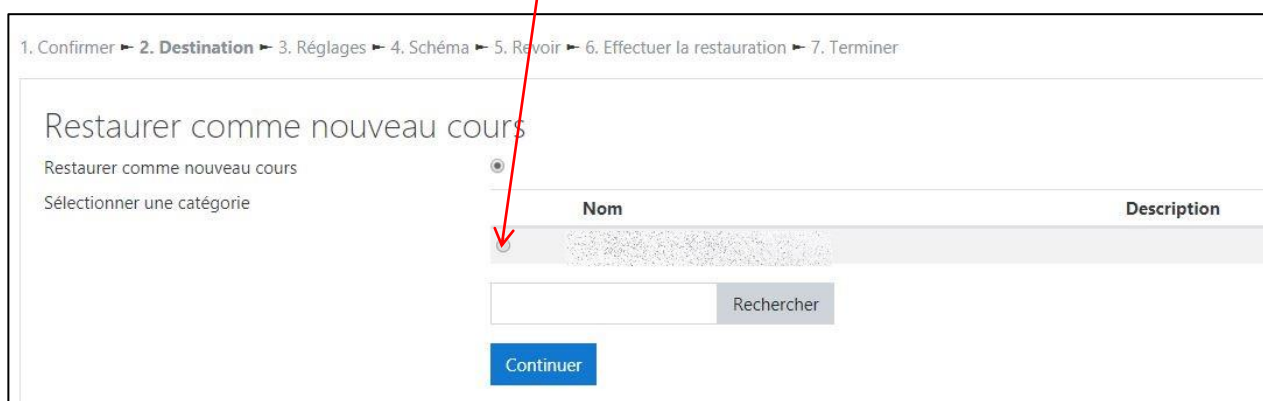 1. Confirmer ► 2. Destination ► 3. Réglages ► 4. Schéma ► 5. Revoir ► 6. Effectuer la restauration ► 7. Terminer
Restaurer comme nouveau cours
Restaurer comme nouveau cours
Sélectionner une catégorie
Nom Description
Rechercher
Continuer